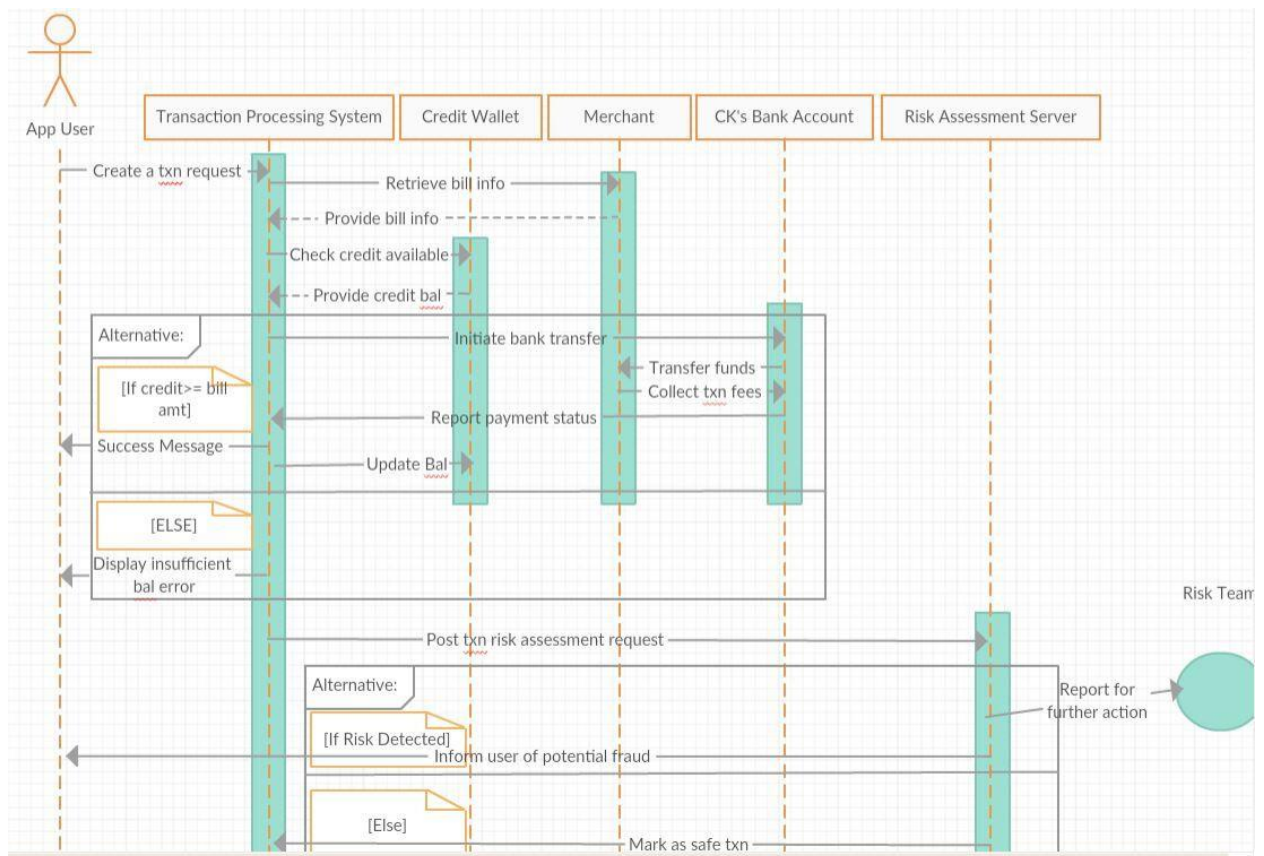 App User
Transaction Processing System
Credit Wallet
Merchant
CK's Bank Account
Risk Assessment Server
Create a txn request
Retrieve bill info
Provide bill info
Check credit available
Provide credit bal
Alternative:
Initiate bank transfer
Transfer funds
[If credit>= bill
amt]
Collect txn fees
Report payment status
Success Message
Update Bal
[ELSE]
Display insufficient
bal error
Risk Team
Post txn risk assessment request
Alternative:
Report for
further action
[If Risk Detected]
Inform user of potential fraud
[Else]
Mark as safe txn